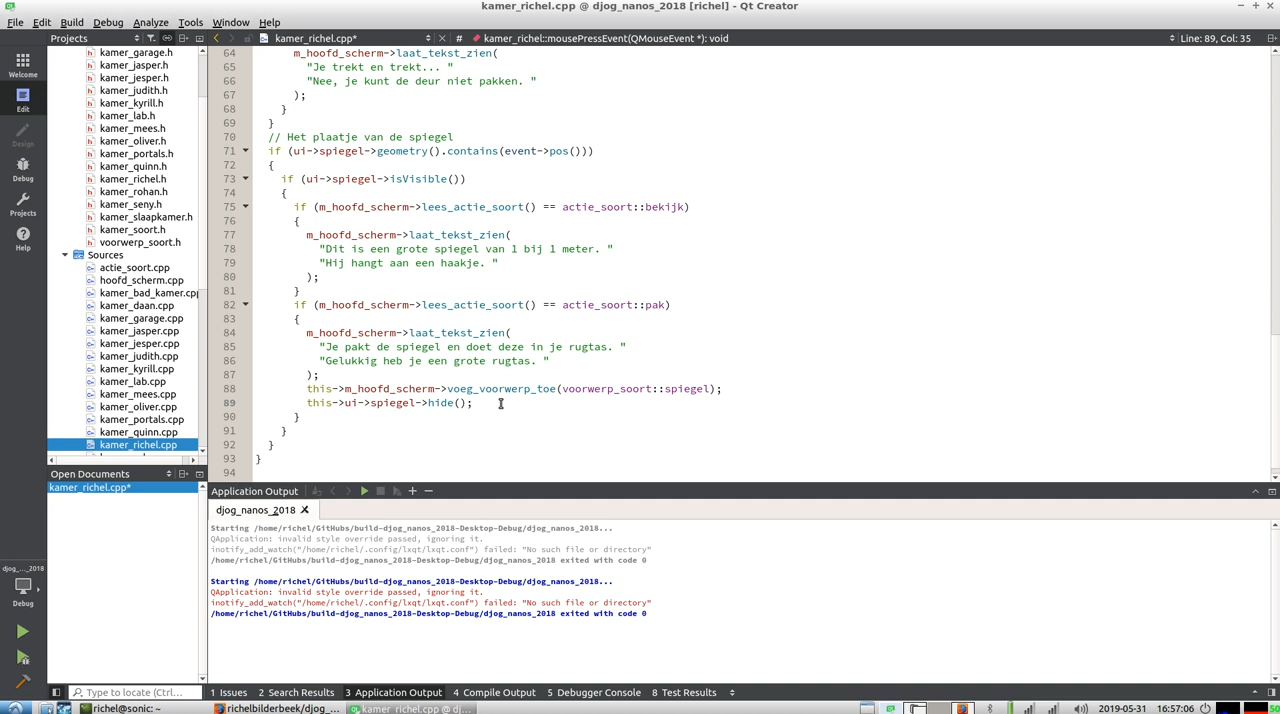 kamer_richel.cpp @ djog_nanos_2018 [richel] - Qt Creator
File Edit Build Debug Analyze Tools Window Help
Projects
kamer_richel.cpp*
# kamer_richel::mousePressEvent(QMouseEvent *): void
Line: 89, Col: 35
Welcome
Edit
Design
Debug
Projects
Help
kamer_garage.h
kamer_jasper.h
kamer_jesper.h
kamer_judith.h
kamer_kyrill.h
kamer_lab.h
kamer_mees.h
kamer_oliver.h
kamer_portals.h
kamer_quinn.h
kamer_richel.h
kamer_rohan.h
kamer_seny.h
kamer_slaapkamer.h
kamer_soort.h
voorwerp_soort.h
Sources
actie_soort.cpp
hoofd_scherm.cpp
kamer_bad_kamer.cpp
kamer_daan.cpp
kamer_garage.cpp
kamer_jasper.cpp
kamer_jesper.cpp
kamer_judith.cpp
kamer_kyrill.cpp
kamer_lab.cpp
kamer_mees.cpp
kamer_oliver.cpp
kamer_portals.cpp
kamer_quinn.cpp
kamer_richel.cpp
Open Documents
kamer_richel.cpp*
64 m_hoofd_scherm->laat_tekst_zien(
65 "Je trekt en trekt... "
66 "Nee, je kunt de deur niet pakken. "
67 );
68 }
69 }
70 // Het plaatje van de spiegel
71 if (ui->spiegel->geometry().contains(event->pos()))
72 {
73 if (ui->spiegel->isVisible())
74 {
75 if (m_hoofd_scherm->lees_actie_soort() == actie_soort::bekijk)
76 {
77 m_hoofd_scherm->laat_tekst_zien(
78 "Dit is een grote spiegel van 1 bij 1 meter. "
79 "Hij hangt aan een haakje. "
80 );
81 }
82 if (m_hoofd_scherm->lees_actie_soort() == actie_soort::pak)
83 {
84 m_hoofd_scherm->laat_tekst_zien(
85 "Je pakt de spiegel en doet deze in je rugtas. "
86 "Gelukkig heb je een grote rugtas. "
87 );
88 this->m_hoofd_scherm->voeg_voorwerp_toe(voorwerp_soort::spiegel);
89 this->ui->spiegel->hide();
90 }
91 }
92 }
93 }
94
Application Output
djog_nanos_2018
Starting /home/richel/GitHubs/build-djog_nanos_2018-Desktop-Debug/djog_nanos_2018...
QApplication: invalid style override passed, ignoring it.
inotify_add_watch("/home/richel/.config/lxqt/lxqt.conf") failed: "No such file or directory"
/home/richel/GitHubs/build-djog_nanos_2018-Desktop-Debug/djog_nanos_2018 exited with code 0
Starting /home/richel/GitHubs/build-djog_nanos_2018-Desktop-Debug/djog_nanos_2018...
QApplication: invalid style override passed, ignoring it.
inotify_add_watch("/home/richel/.config/lxqt/lxqt.conf") failed: "No such file or directory"
/home/richel/GitHubs/build-djog_nanos_2018-Desktop-Debug/djog_nanos_2018 exited with code 0
djog_..._2018
Debug
Type to locate (Ctrl...
1 Issues 2 Search Results 3 Application Output 4 Compile Output 5 Debugger Console 8 Test Results
richel@sonic: ~
richelbilderbeek/djog_...
kamer_richel.cpp @ dj...
2019-05-31 16:57:06
50